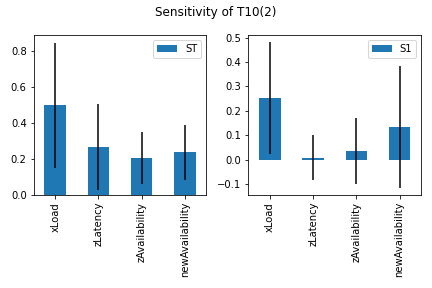 Sensitivity of T10(2)
ST
0.8
0.6
0.4
0.2
0.0
xLoad
zLatency
zAvailability
newAvailability
S1
0.5
0.4
0.3
0.2
0.1
0.0
−0.1
xLoad
zLatency
zAvailability
newAvailability